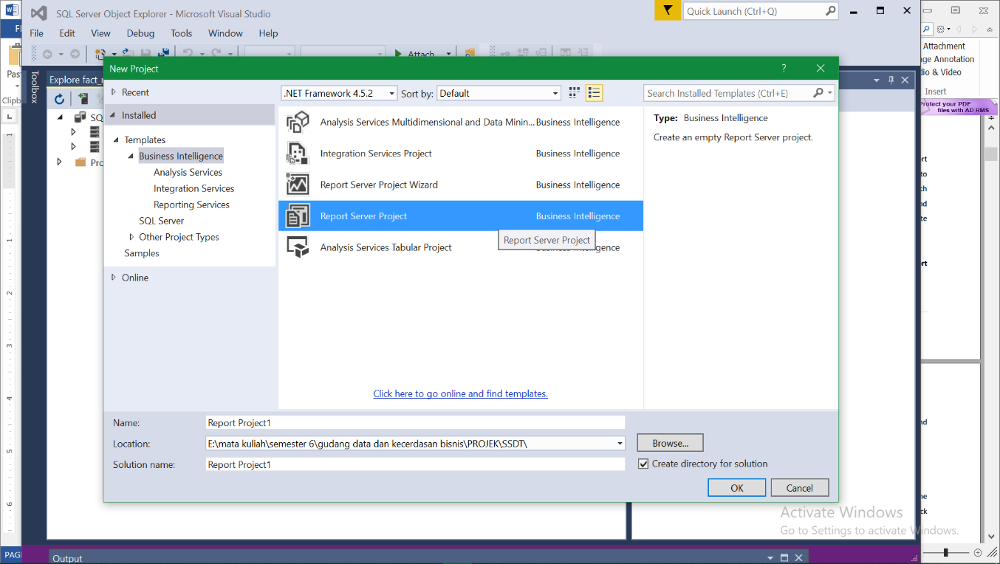 SQL Server Object Explorer - Microsoft Visual Studio
Quick Launch (Ctrl+Q)
File Edit View Debug Tools Window Help
Attach
Toolbox
Explore fact_
SQ
Pro
New Project
?
Recent
.NET Framework 4.5.2
Sort by: Default
Search Installed Templates (Ctrl+E)
Installed
Templates
Business Intelligence
Analysis Services
Integration Services
Reporting Services
SQL Server
Other Project Types
Samples
Online
Analysis Services Multidimensional and Data Minin... Business Intelligence
Integration Services Project Business Intelligence
Report Server Project Wizard Business Intelligence
Report Server Project Business Intelligence
Report Server Project
Analysis Services Tabular Project
Type: Business Intelligence
Create an empty Report Server project.
Click here to go online and find templates.
Name: Report Project1
Location: E:\mata kuliah\semester 6\gudang data dan kecerdasan bisnis\PROJEK\SSDT\
Browse...
Solution name: Report Project1
Create directory for solution
OK Cancel
Activate Windows
Go to Settings to activate Windows.
Output
PAG
Past
Clipb
Attachment
ge Annotation
dio & Video
Insert
Protect your PDF
files with AD RMS